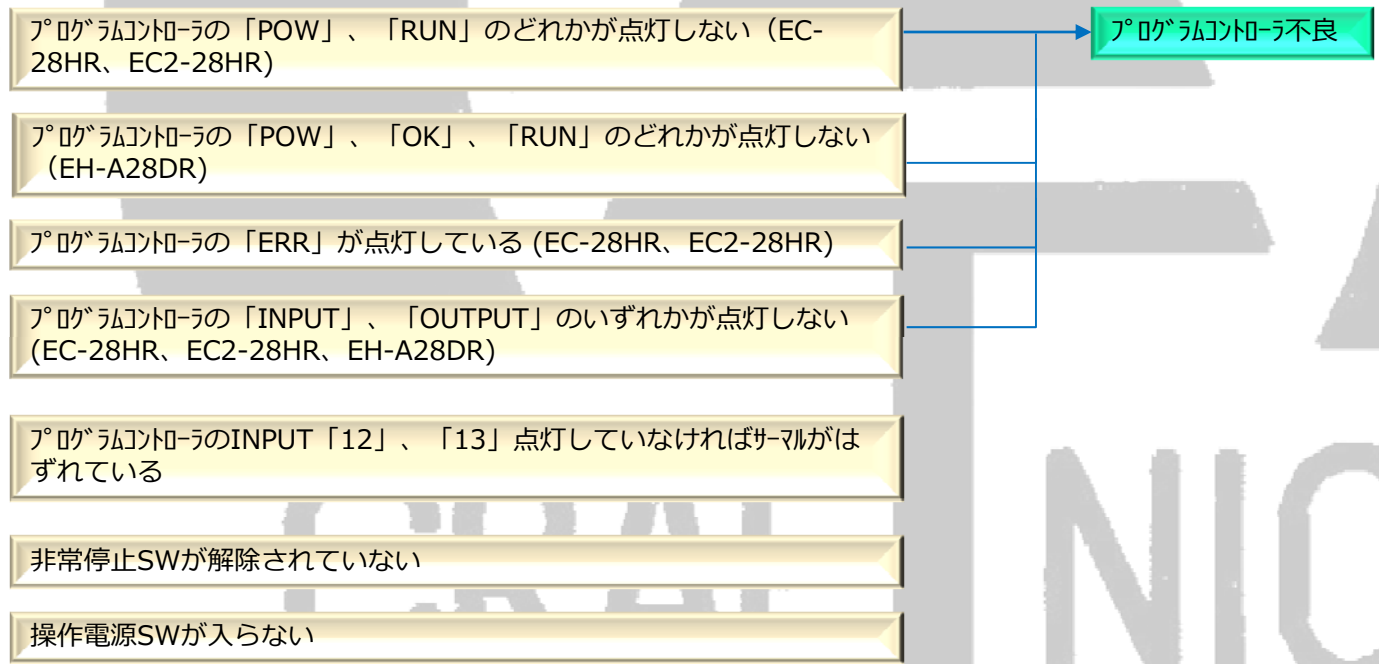 ﾌﾟﾛｸﾞﾗﾑｺﾝﾄﾛｰﾗの「POW」、「RUN」のどれかが点灯しない（EC-
28HR、EC2-28HR)
ﾌﾟﾛｸﾞﾗﾑｺﾝﾄﾛｰﾗ不良
ﾌﾟﾛｸﾞﾗﾑｺﾝﾄﾛｰﾗの「POW」、「OK」、「RUN」のどれかが点灯しない
（EH-A28DR)
ﾌﾟﾛｸﾞﾗﾑｺﾝﾄﾛｰﾗの「ERR」が点灯している (EC-28HR、EC2-28HR)
ﾌﾟﾛｸﾞﾗﾑｺﾝﾄﾛｰﾗの「INPUT」、「OUTPUT」のいずれかが点灯しない
(EC-28HR、EC2-28HR、EH-A28DR)
ﾌﾟﾛｸﾞﾗﾑｺﾝﾄﾛｰﾗのINPUT「12」、「13」点灯していなければｻｰﾏﾙがは
ずれている
非常停止SWが解除されていない
操作電源SWが入らない